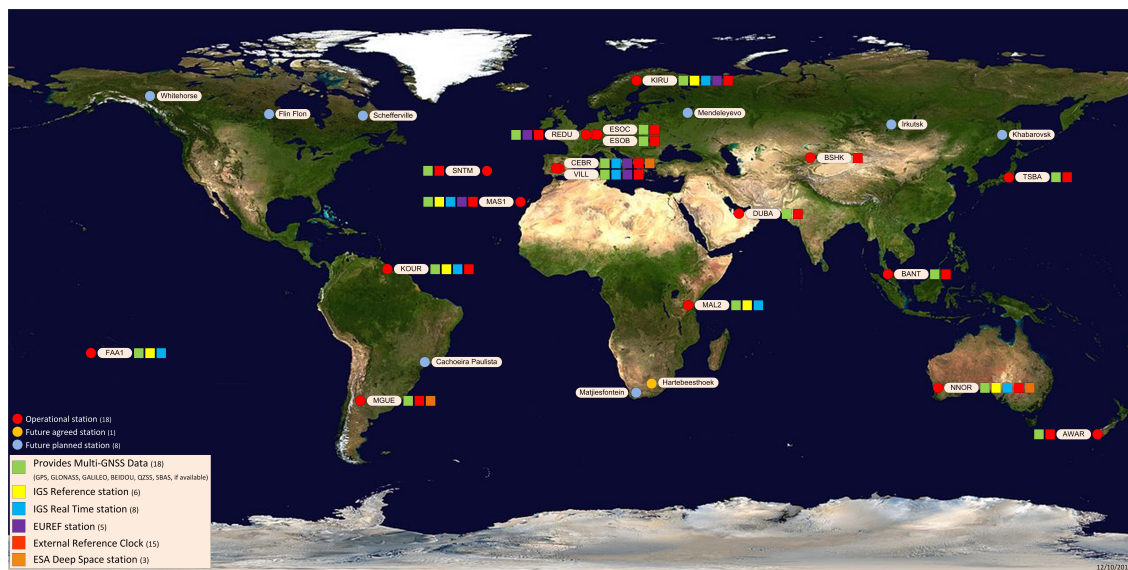 KIRU
Whitehorse
Flin Flon
Schefferville
Mendeleyevo
Irkutsk
Khabarovsk
REDU
ESOC
ESOB
BSHK
CEBR
VILL
SNTM
TSBA
MAS1
DUBA
KOUR
BANT
MAL2
FAA1
Cachoeira Paulista
Hartebeesthoek
Matjiesfontein
NNOR
MGUE
AWAR
Operational station (18)
Future agreed station (1)
Future planned station (8)
Provides Multi-GNSS Data (18)
(GPS, GLONASS, GALILEO, BEIDOU, QZSS, SBAS, if available)
IGS Reference station (6)
IGS Real Time station (8)
EUREF station (5)
External Reference Clock (15)
ESA Deep Space station (3)
12/10/201